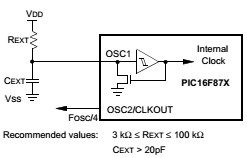 VDD
REXT
OSC1
Internal
Clock
CEXT
PIC16F87X
VSS
OSC2/CLKOUT
FOSC/4
Recommended values: 3 kΩ ≤ REXT ≤ 100 kΩ
CEXT > 20pF